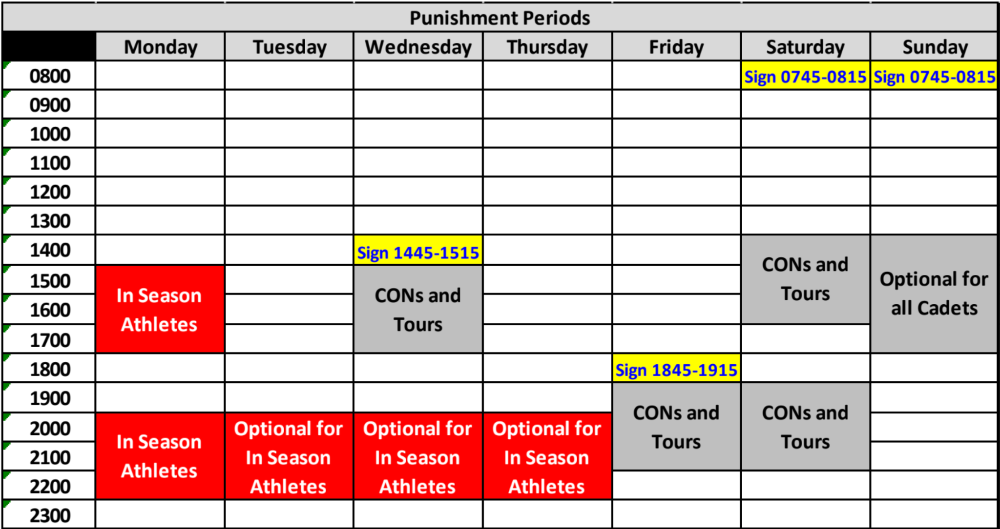 Punishment Periods
Monday Tuesday Wednesday Thursday Friday Saturday Sunday
0800 Sign 0745-0815 Sign 0745-0815
0900
1000
1100
1200
1300
1400 Sign 1445-1515
CONs and
Tours
Optional for
all Cadets
1500
In Season
Athletes
CONs and
Tours
1600
1700
1800 Sign 1845-1915
1900
CONs and
Tours
CONs and
Tours
2000
In Season
Athletes
Optional for
In Season
Athletes
Optional for
In Season
Athletes
Optional for
In Season
Athletes
2100
2200
2300